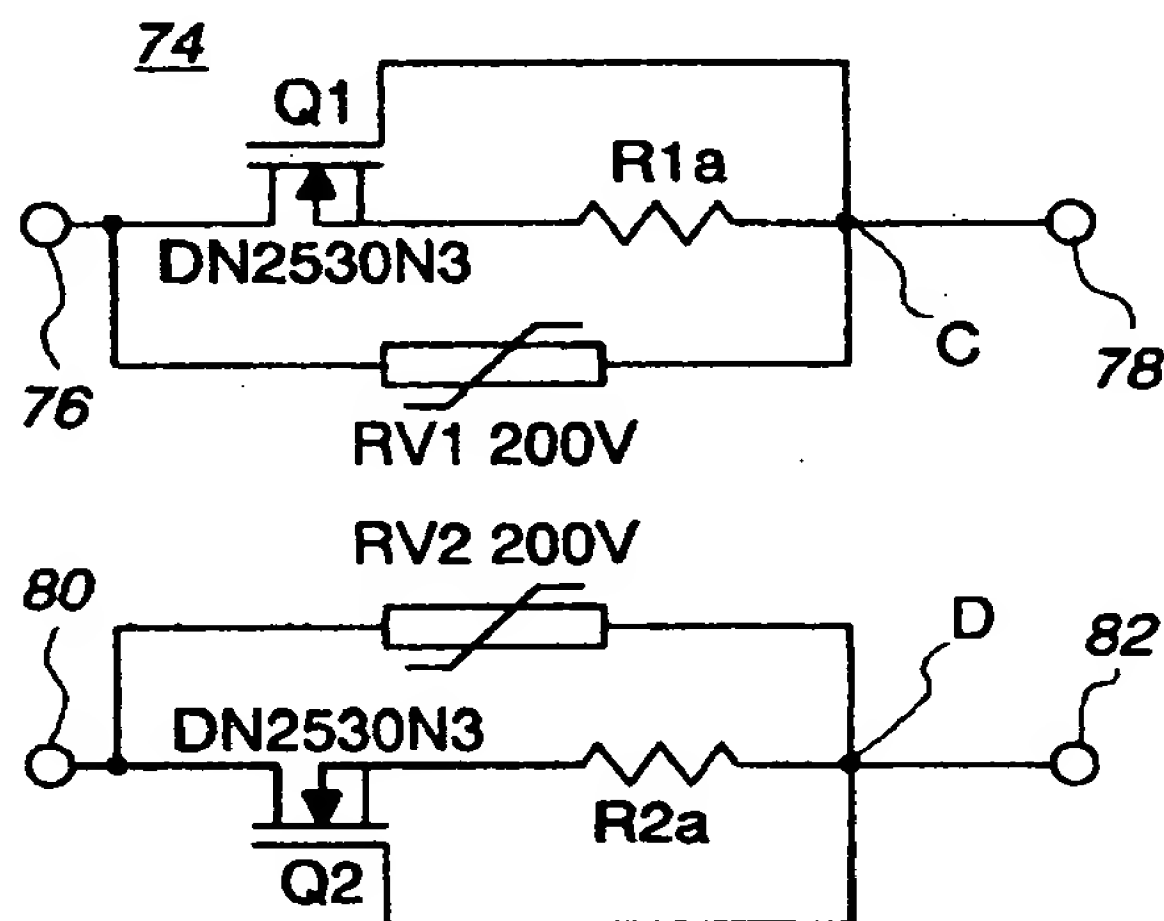 74
Q1
R1a
DN2530N3
C
76
78
RV1 200V
RV2 200V
80
D
82
DN2530N3
R2a
Q2